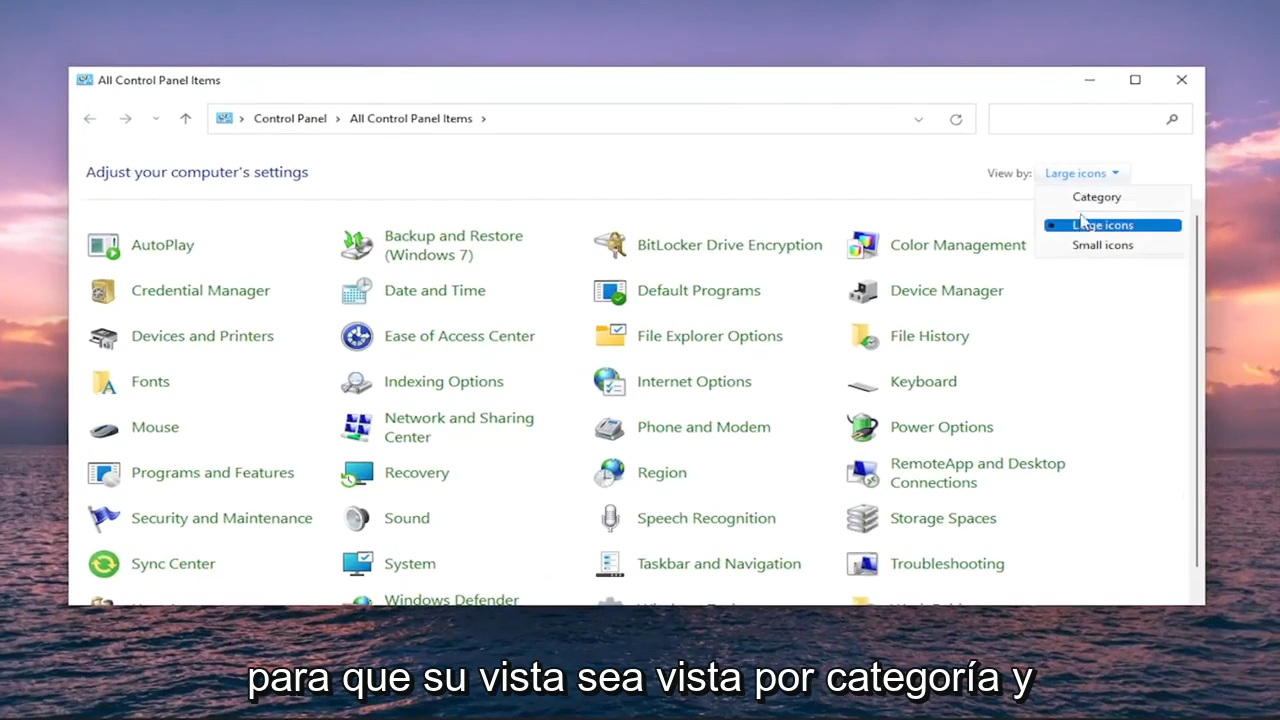 All Control Panel Items
Control Panel > All Control Panel Items >
Adjust your computer's settings
View by: Large icons
Category
Large icons
Small icons
AutoPlay
Backup and Restore
(Windows 7)
BitLocker Drive Encryption
Color Management
Credential Manager
Date and Time
Default Programs
Device Manager
Devices and Printers
Ease of Access Center
File Explorer Options
File History
Fonts
Indexing Options
Internet Options
Keyboard
Mouse
Network and Sharing
Center
Phone and Modem
Power Options
Programs and Features
Recovery
Region
RemoteApp and Desktop
Connections
Security and Maintenance
Sound
Speech Recognition
Storage Spaces
Sync Center
System
Taskbar and Navigation
Troubleshooting
Windows Defender
para que su vista sea vista por categoría y